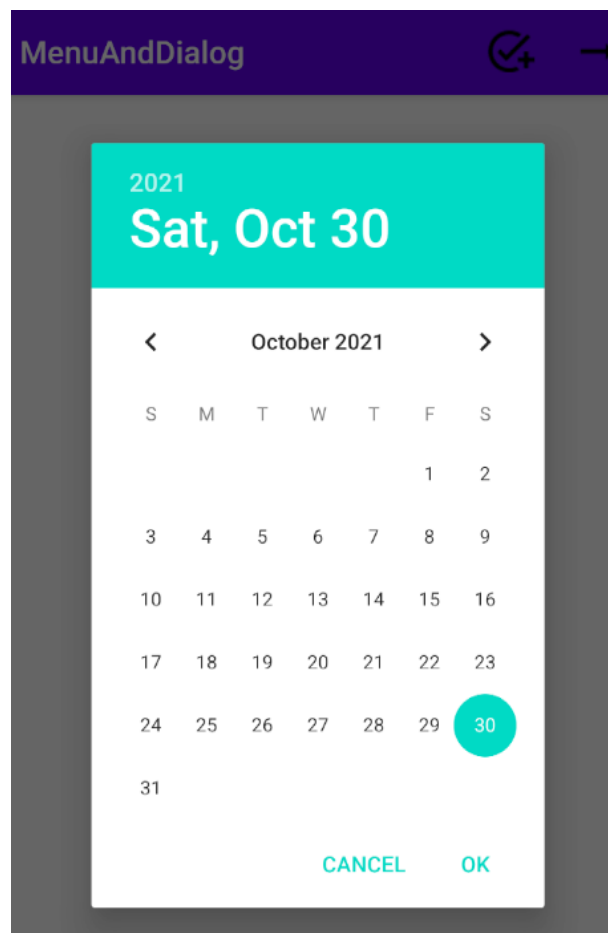 MenuAndDialog
2021
Sat, Oct 30
October 2021
S M T W T F S
1 2
3 4 5 6 7 8 9
10 11 12 13 14 15 16
17 18 19 20 21 22 23
24 25 26 27 28 29 30
31
CANCEL OK